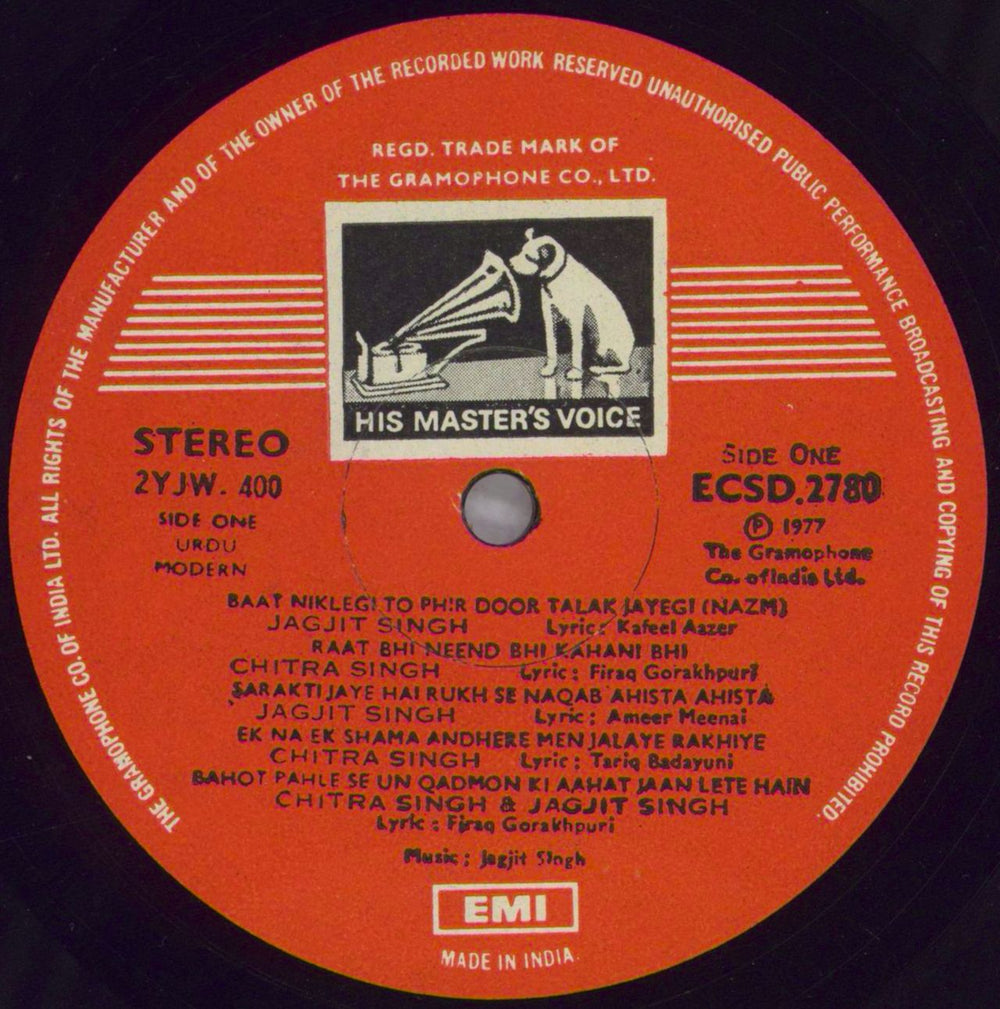 THE GRAMOPHONE CO. OF INDIA LTD. ALL RIGHTS OF THE MANUFACTURER AND OF THE OWNER OF THE RECORDED WORK RESERVED UNAUTHORISED PUBLIC PERFORMANCE BROADCASTING AND COPYING OF THIS RECORD PROHIBITED.
REGD. TRADE MARK OF
THE GRAMOPHONE CO., LTD.
HIS MASTER'S VOICE
STEREO
2YJW. 400
SIDE ONE
URDU
MODERN
SIDE ONE
ECSD.2780
Ⓟ 1977
The Gramophone
Co. of India Ltd.
BAAT NIKLEGI TO PHIR DOOR TALAK JAYEGI (NAZM)
JAGJIT SINGH Lyric: Kafeel Aazer
RAAT BHI NEEND BHI KAHANI BHI
CHITRA SINGH Lyric: Firaq Gorakhpuri
SARAKTI JAYE HAI RUKH SE NAQAB AHISTA AHISTA
JAGJIT SINGH Lyric: Ameer Meenai
EK NA EK SHAMA ANDHERE MEN JALAYE RAKHIYE
CHITRA SINGH Lyric: Tariq Badayuni
BAHOT PAHLE SE UN QADMON KI AAHAT JAAN LETE HAIN
CHITRA SINGH & JAGJIT SINGH
Lyric: Firaq Gorakhpuri
Music: Jagjit Singh
EMI
MADE IN INDIA.